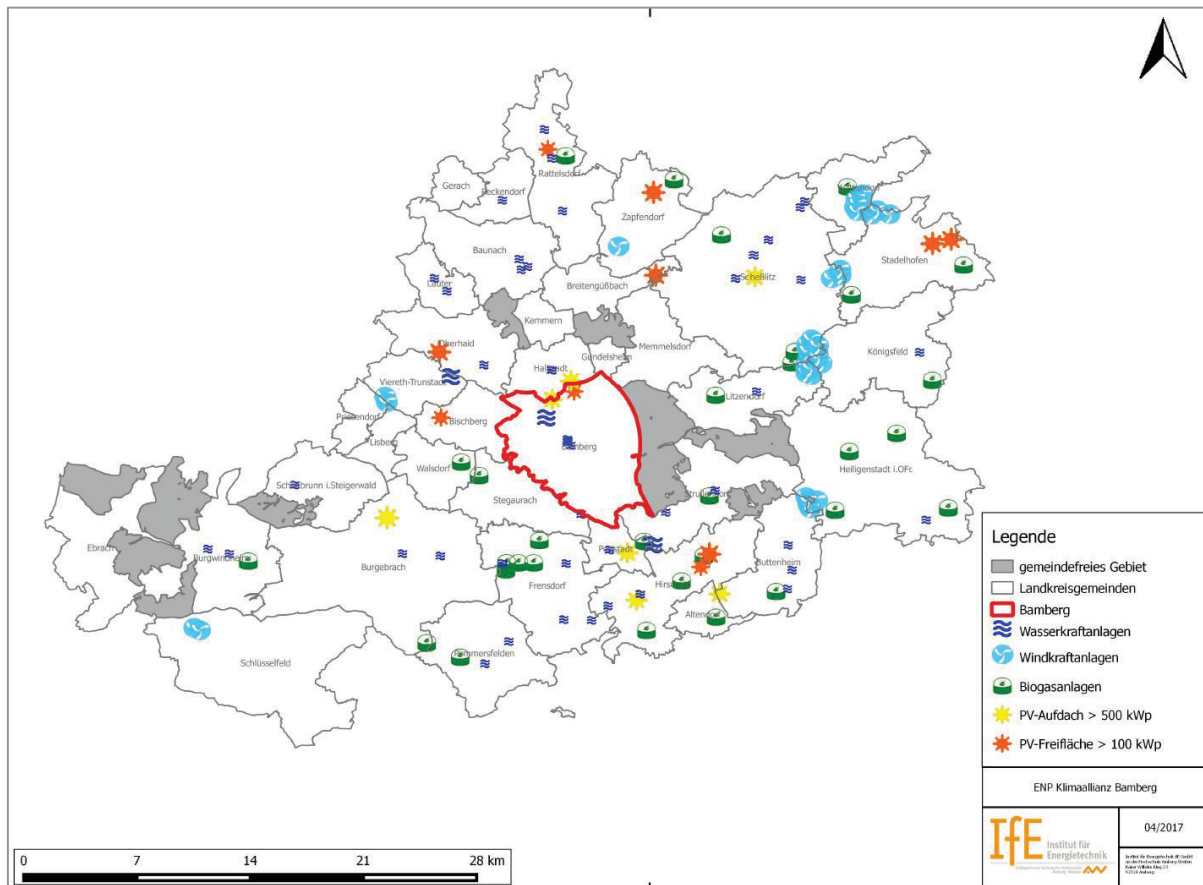 Gerach
Reckendorf
Rattelsdorf
Zapfendorf
Baunach
Lauter
Breitengüßbach
Scheßlitz
Stadelhofen
Kemmern
Oberhaid
Hallstadt
Gundelsheim
Memmelsdorf
Königsfeld
Viereth-Trunstadt
Priesendorf
Bischberg
Lisberg
Bamberg
Litzendorf
Walsdorf
Stegaurach
Strullendorf
Heiligenstadt i.OFr.
Schönbrunn i.Steigerwald
Ebrach
Burgwindheim
Burgebrach
Frensdorf
Pettstadt
Buttenheim
Altendorf
Pommersfelden
Schlüsselfeld
Legende
gemeindefreies Gebiet
Landkreisgemeinden
Bamberg
Wasserkraftanlagen
Windkraftanlagen
Biogasanlagen
PV-Aufdach > 500 kWp
PV-Freifläche > 100 kWp
ENP Klimaallianz Bamberg
IfE Institut für
Energietechnik
04/2017
0 7 14 21 28 km